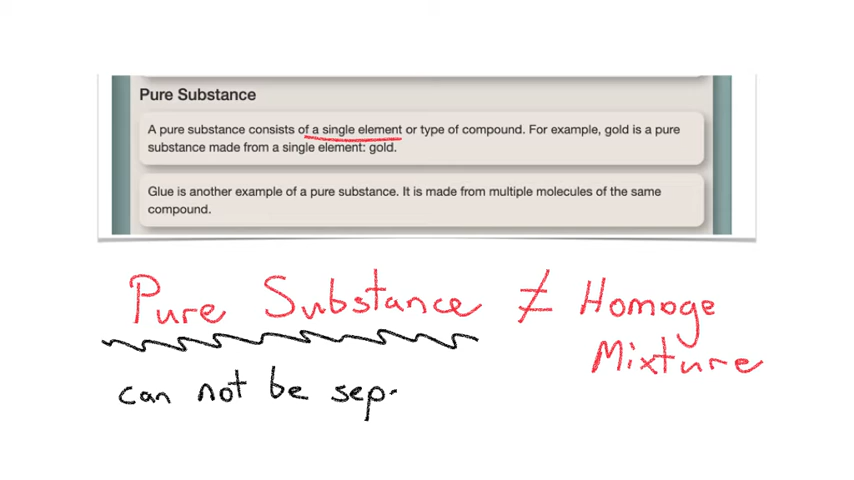 Pure Substance
A pure substance consists of a single element or type of compound. For example, gold is a pure
substance made from a single element: gold.
Glue is another example of a pure substance. It is made from multiple molecules of the same
compound.
Pure Substance ≠ Homoge
Mixture
can not be sep